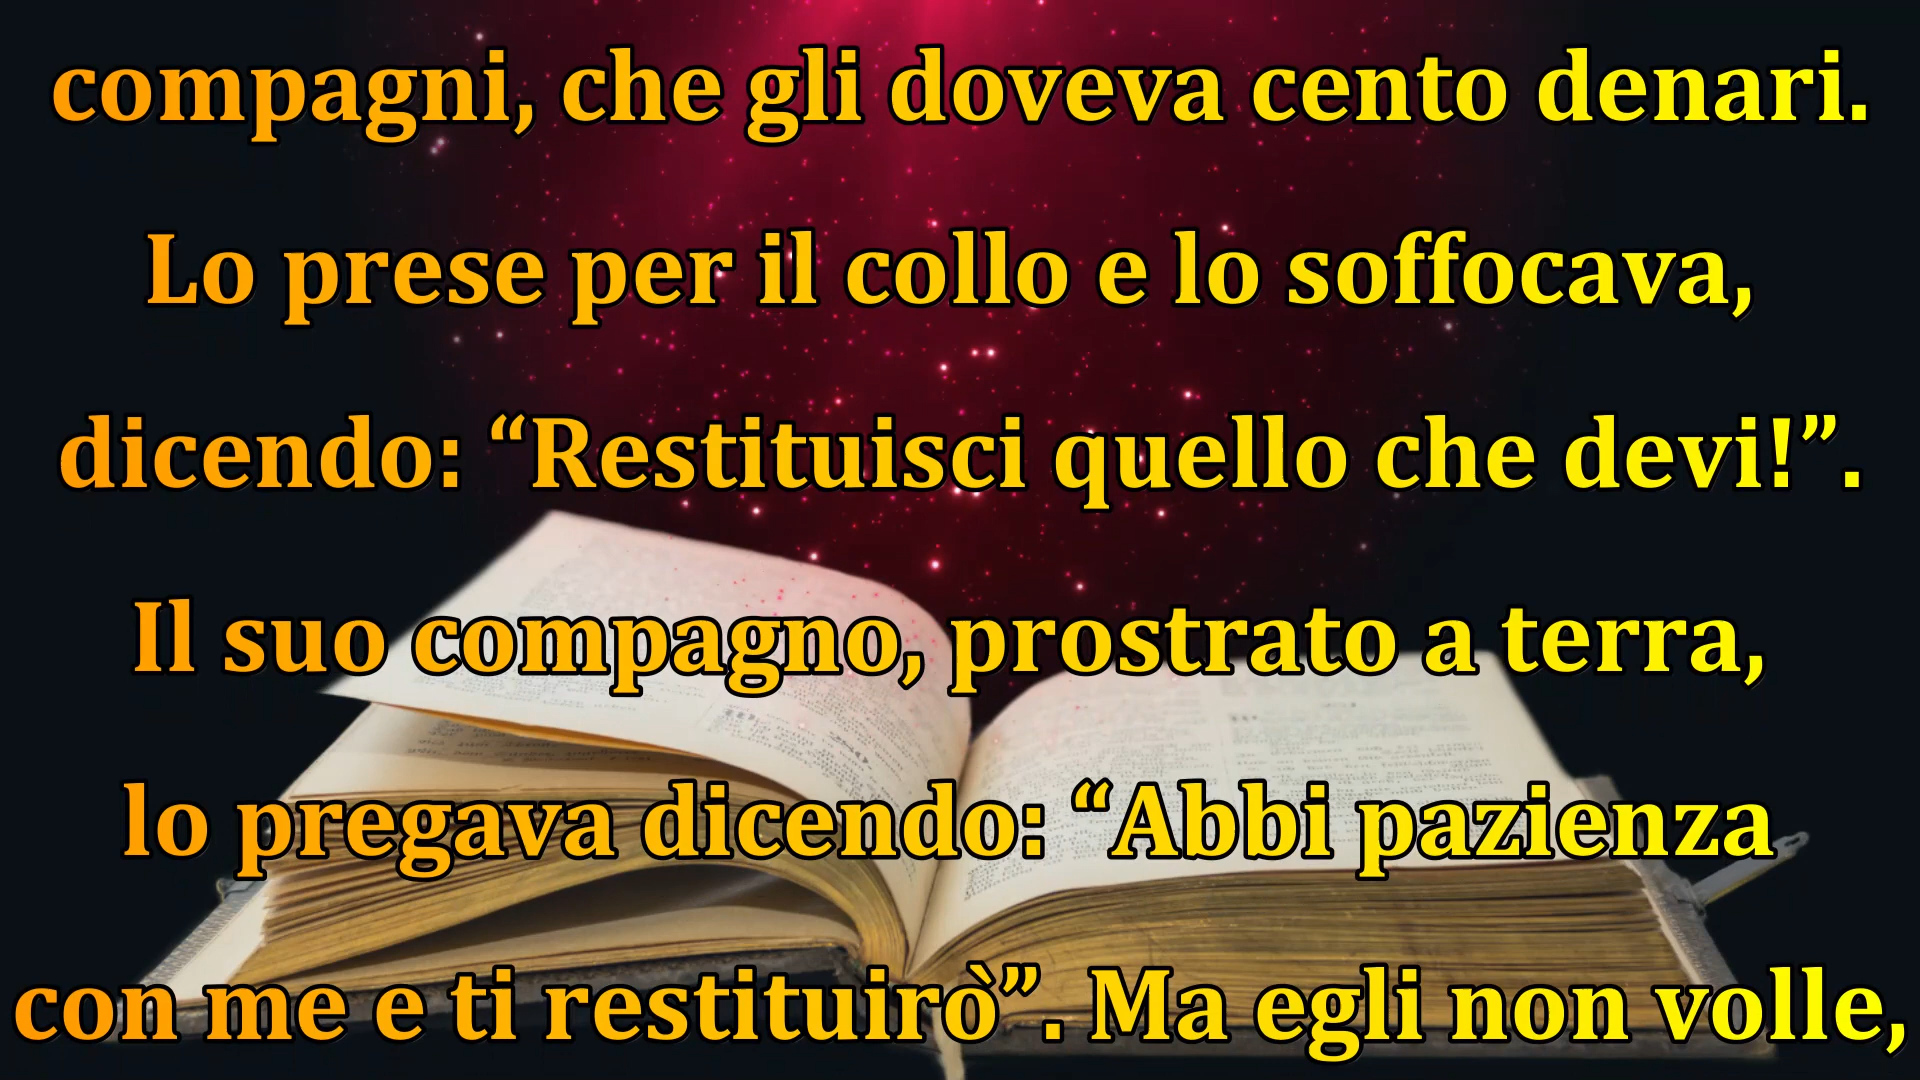 compagni, che gli doveva cento denari.
Lo prese per il collo e lo soffocava,
dicendo: “Restituisci quello che devi!”.
Il suo compagno, prostrato a terra,
lo pregava dicendo: “Abbi pazienza
con me e ti restituirò”. Ma egli non volle,